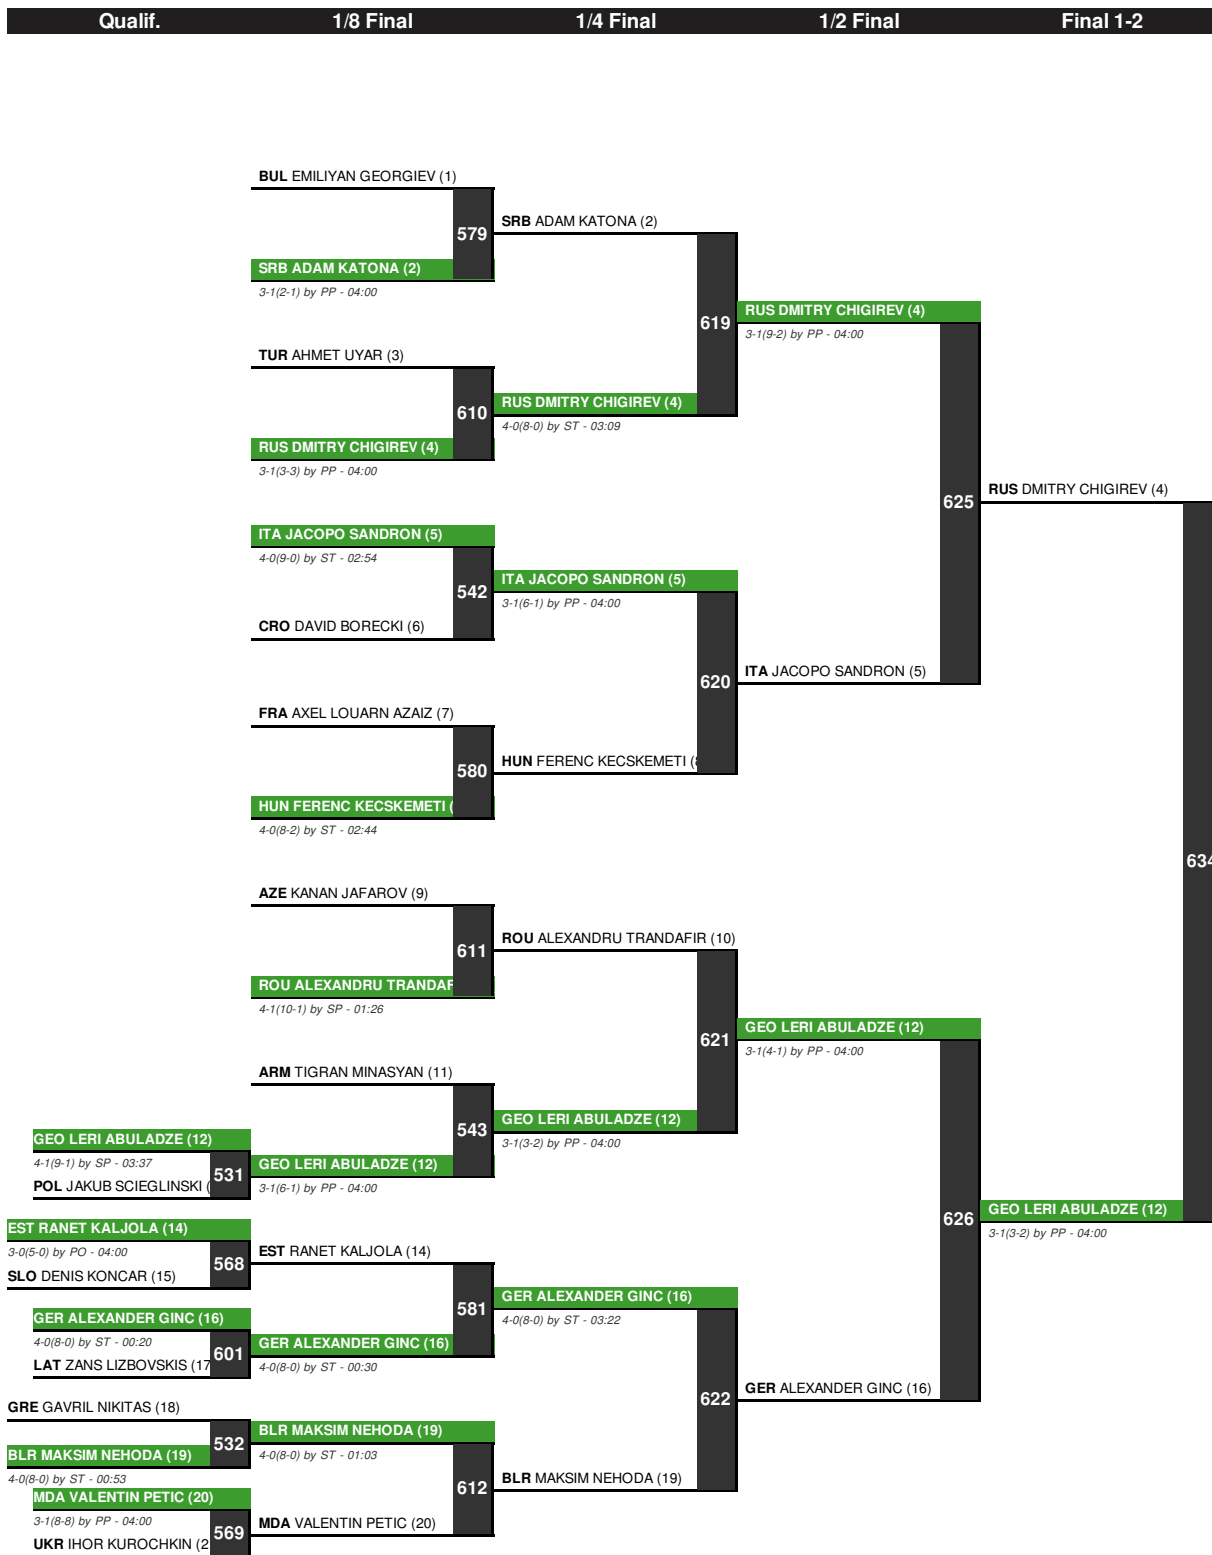 Qualif. 1/8 Final 1/4 Final 1/2 Final Final 1-2
BUL EMILIYAN GEORGIEV (1)
579
SRB ADAM KATONA (2)
3-1(2-1) by PP - 04:00
TUR AHMET UYAR (3)
610
RUS DMITRY CHIGIREV (4)
3-1(3-3) by PP - 04:00
ITA JACOPO SANDRON (5)
4-0(9-0) by ST - 02:54
542
CRO DAVID BORECKI (6)
FRA AXEL LOUARN AZAIZ (7)
580
HUN FERENC KECSKEMETI (
4-0(8-2) by ST - 02:44
AZE KANAN JAFAROV (9)
611
ROU ALEXANDRU TRANDAF
4-1(10-1) by SP - 01:26
ARM TIGRAN MINASYAN (11)
543
GEO LERI ABULADZE (12)
3-1(6-1) by PP - 04:00
GEO LERI ABULADZE (12)
4-1(9-1) by SP - 03:37
531
POL JAKUB SCIEGLINSKI (
EST RANET KALJOLA (14)
3-0(5-0) by PO - 04:00
568
SLO DENIS KONCAR (15)
GER ALEXANDER GINC (16)
4-0(8-0) by ST - 00:20
601
LAT ZANS LIZBOVSKIS (17
GRE GAVRIL NIKITAS (18)
532
BLR MAKSIM NEHODA (19)
4-0(8-0) by ST - 00:53
MDA VALENTIN PETIC (20)
3-1(8-8) by PP - 04:00
569
UKR IHOR KUROCHKIN (2
EST RANET KALJOLA (14)
581
GER ALEXANDER GINC (16)
4-0(8-0) by ST - 00:30
BLR MAKSIM NEHODA (19)
4-0(8-0) by ST - 01:03
612
MDA VALENTIN PETIC (20)
SRB ADAM KATONA (2)
619
RUS DMITRY CHIGIREV (4)
4-0(8-0) by ST - 03:09
ITA JACOPO SANDRON (5)
3-1(6-1) by PP - 04:00
620
HUN FERENC KECSKEMETI (
ROU ALEXANDRU TRANDAFIR (10)
621
GEO LERI ABULADZE (12)
3-1(3-2) by PP - 04:00
GER ALEXANDER GINC (16)
4-0(8-0) by ST - 03:22
622
BLR MAKSIM NEHODA (19)
RUS DMITRY CHIGIREV (4)
3-1(9-2) by PP - 04:00
625
ITA JACOPO SANDRON (5)
GEO LERI ABULADZE (12)
3-1(4-1) by PP - 04:00
626
GER ALEXANDER GINC (16)
RUS DMITRY CHIGIREV (4)
634
GEO LERI ABULADZE (12)
3-1(3-2) by PP - 04:00